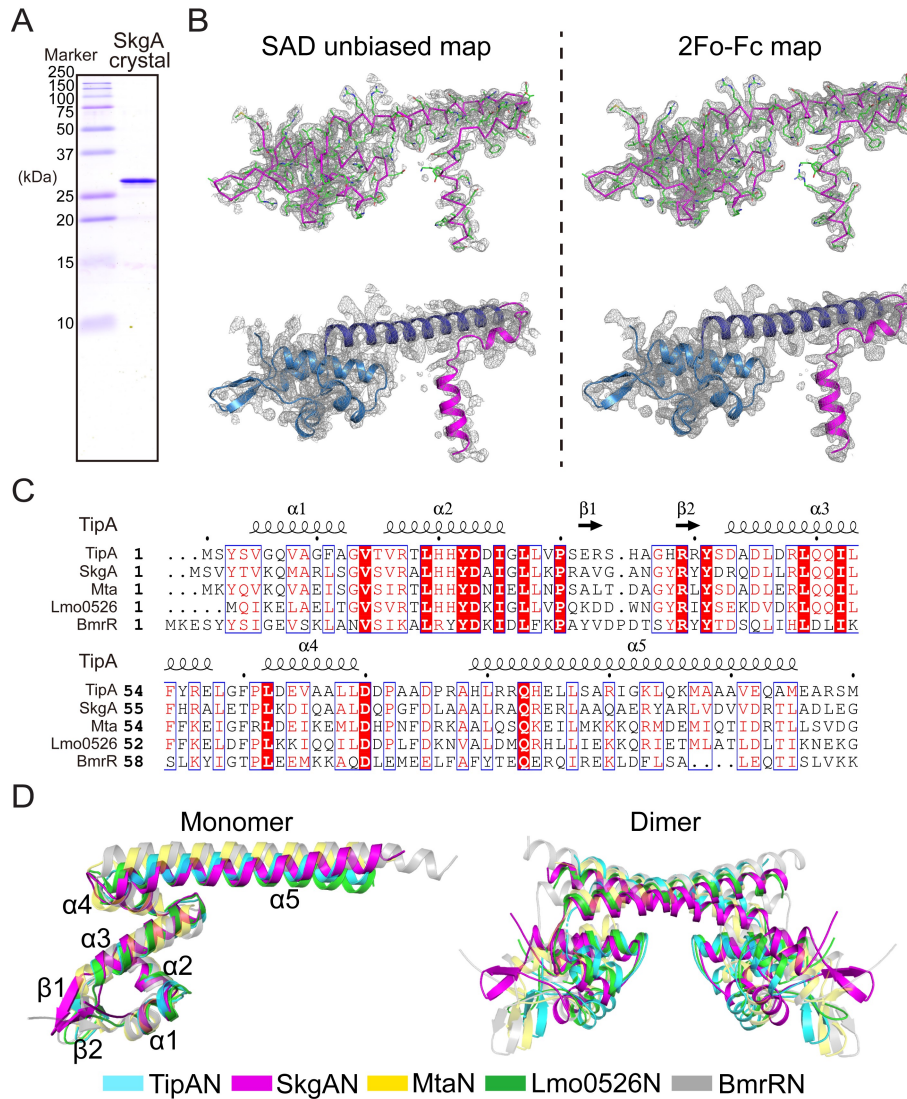 A
Marker
SkgA
crystal
250
150
100
75
50
37
(kDa)
25
20
15
10
B
SAD unbiased map
2Fo-Fc map
C
TipA
α1
α2
β1
β2
α3
TipA 1 ...MSYSVGQVAGFAGVTVRTLHHYDDIGLLVPSERS.HAGHRRYSDADLDRLQQIL
SkgA 1 ..MSVYTVKQMARLSGVSVRALHHYDAIGLLKPRAVG.ANGYRYYDRQDLLRLQQIL
Mta 1 ...MKYQVKQVAEISGVSIRTLHHYDNIELLNPSALT.DAGYRLYSDADLERLQQIL
Lmo0526 1 .....MQIKELAELTGVSVRTLHHYDKIGLLVPQKDD.WNGYRIYSEKDVDKLQQIL
BmrR 1 MKESYYSIGEVSKLANVSIKALRYYDKIDLFKPAYVDPDTSYRYYTDSQLIHLDLIK
TipA
α4
α5
TipA 54 FYRELGFPLDEVAALLDDPAADPRAHLRRQHELLSARIGKLQKMAAAVEQAMEARSM
SkgA 55 FHRALETPLKDIQAALDQPGFDLAAALRAQAERYARLVDVVDRTLADLEG
Mta 54 FFKEIGFRLDEIKEMLDHPNFDRKAALQSQKEILMKKKQRMDEMIQTIDRTLLSVDG
Lmo0526 52 FFKELDFPLKKIQQILDDPLFDKNVALDMQRHLLIEKKQRIETMLATLDLTIKNEKG
BmrR 58 SLKYIGTPLEEMKKAQDLEMEELFAFYTEQERQIREKLDFLSA...LEQTISLVKK
D
Monomer
Dimer
α4
α5
α3
α2
β1
α1
β2
TipAN
SkgAN
MtaN
Lmo0526N
BmrRN